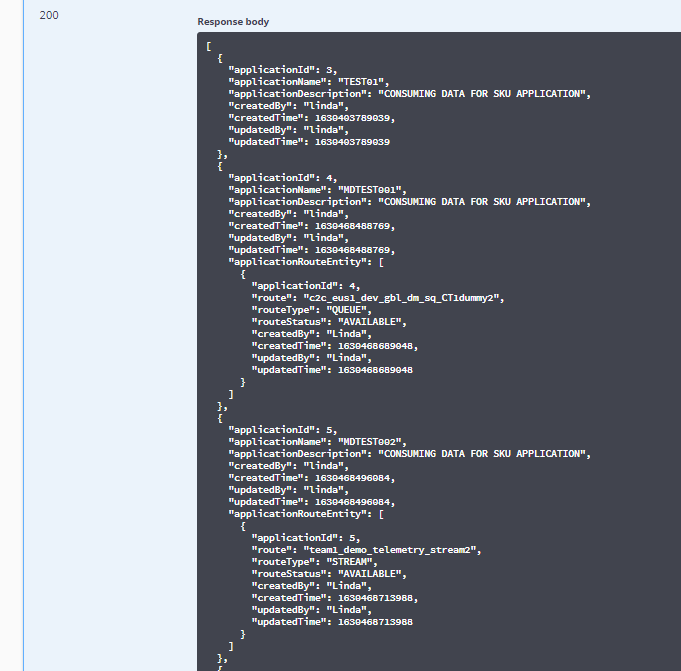 200
Response body
[
{
"applicationId": 3,
"applicationName": "TEST01",
"applicationDescription": "CONSUMING DATA FOR SKU APPLICATION",
"createdBy": "linda",
"createdTime": 1630403789039,
"updatedBy": "linda",
"updatedTime": 1630403789039
},
{
"applicationId": 4,
"applicationName": "MDTEST001",
"applicationDescription": "CONSUMING DATA FOR SKU APPLICATION",
"createdBy": "linda",
"createdTime": 1630468488769,
"updatedBy": "linda",
"updatedTime": 1630468488769,
"applicationRouteEntity": [
{
"applicationId": 4,
"route": "c2c_eus1_dev_gbl_dm_sq_CT1dummy2",
"routeType": "QUEUE",
"routeStatus": "AVAILABLE",
"createdBy": "Linda",
"createdTime": 1630468689048,
"updatedBy": "Linda",
"updatedTime": 1630468689048
}
]
},
{
"applicationId": 5,
"applicationName": "MDTEST002",
"applicationDescription": "CONSUMING DATA FOR SKU APPLICATION",
"createdBy": "linda",
"createdTime": 1630468496084,
"updatedBy": "linda",
"updatedTime": 1630468496084,
"applicationRouteEntity": [
{
"applicationId": 5,
"route": "team1_demo_telemetry_stream2",
"routeType": "STREAM",
"routeStatus": "AVAILABLE",
"createdBy": "Linda",
"createdTime": 1630468713988,
"updatedBy": "Linda",
"updatedTime": 1630468713988
}
]
},
{